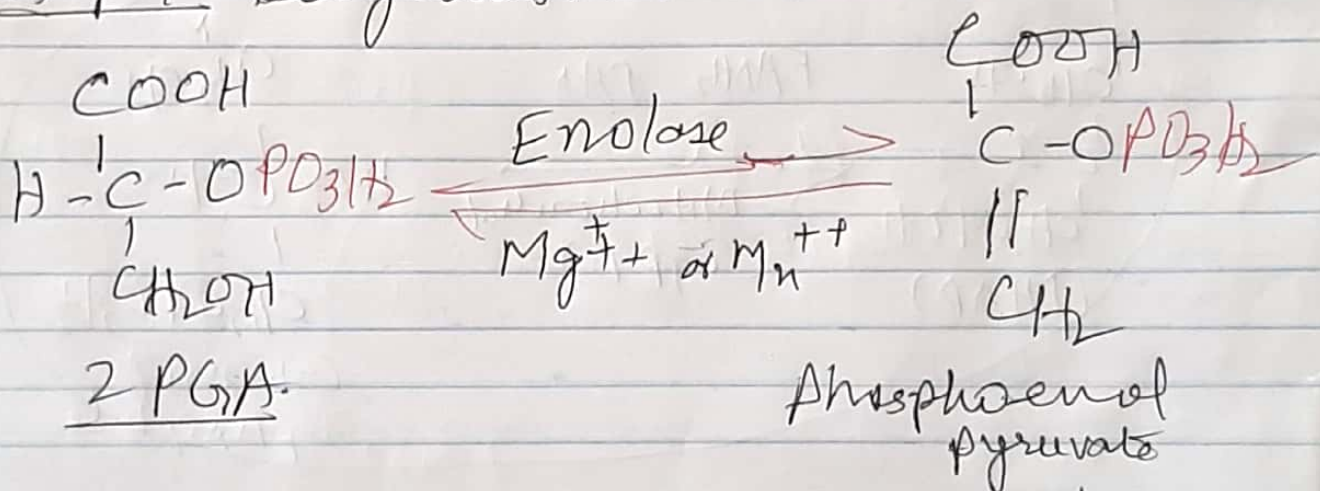 COOH
H-C-OPO3H2
CH2OH
2 PGA.
Enolase
Mg++ or Mn++
COOH
C-OPO3H2
||
CH2
Phosphoenol
pyruvate